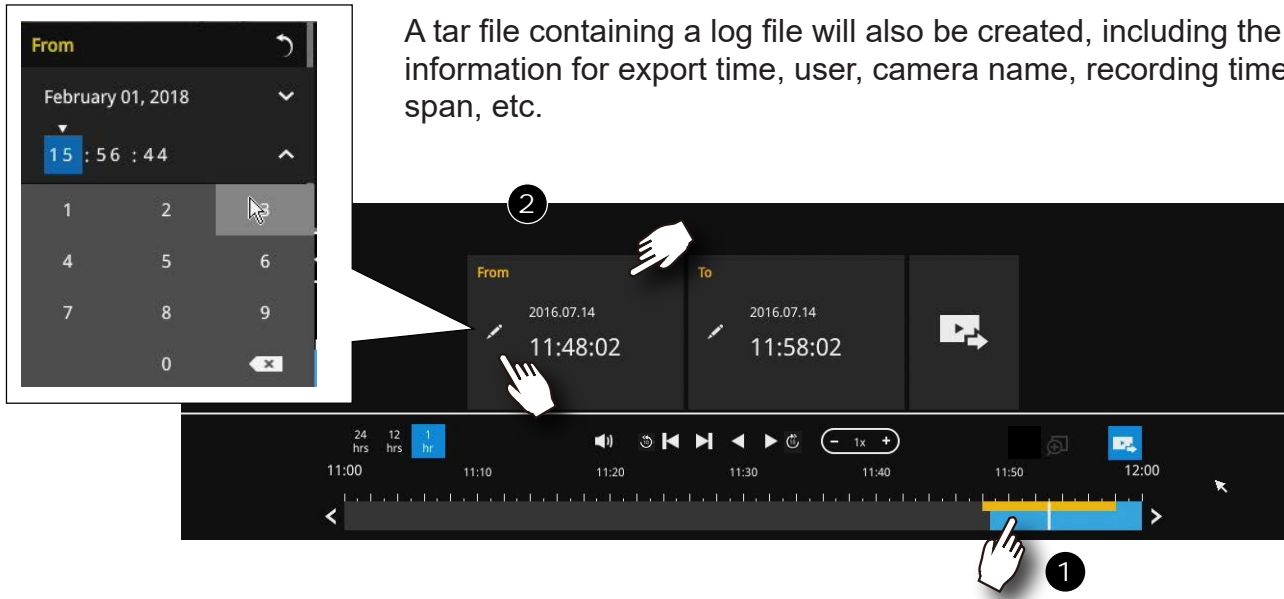 A tar file containing a log file will also be created, including the
information for export time, user, camera name, recording time
span, etc.
From
February 01, 2018
15 : 56 : 44
1 2 3
4 5 6
7 8 9
0
2
From
2016.07.14
11:48:02
To
2016.07.14
11:58:02
24 hrs
12 hrs
1 hr
10
10
− 1x +
11:00 11:10 11:20 11:30 11:40 11:50 12:00
1